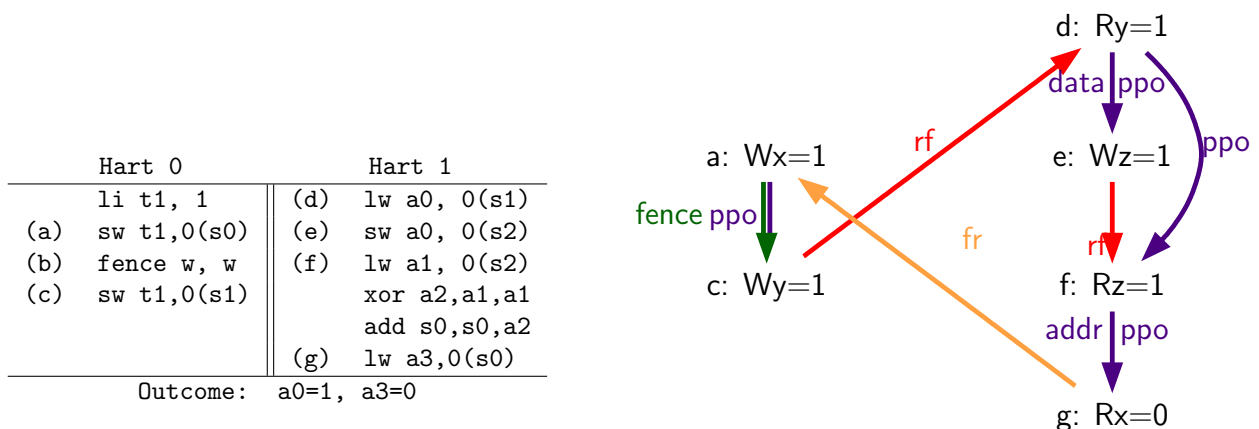 Hart 0 Hart 1
li t1, 1 (d) lw a0, 0(s1)
(a) sw t1,0(s0) (e) sw a0, 0(s2)
(b) fence w, w (f) lw a1, 0(s2)
(c) sw t1,0(s1) xor a2,a1,a1
add s0,s0,a2
(g) lw a3,0(s0)
Outcome: a0=1, a3=0
d: Ry=1
data ppo
rf
ppo
a: Wx=1
e: Wz=1
fence ppo
fr
rf
c: Wy=1
f: Rz=1
addr ppo
g: Rx=0